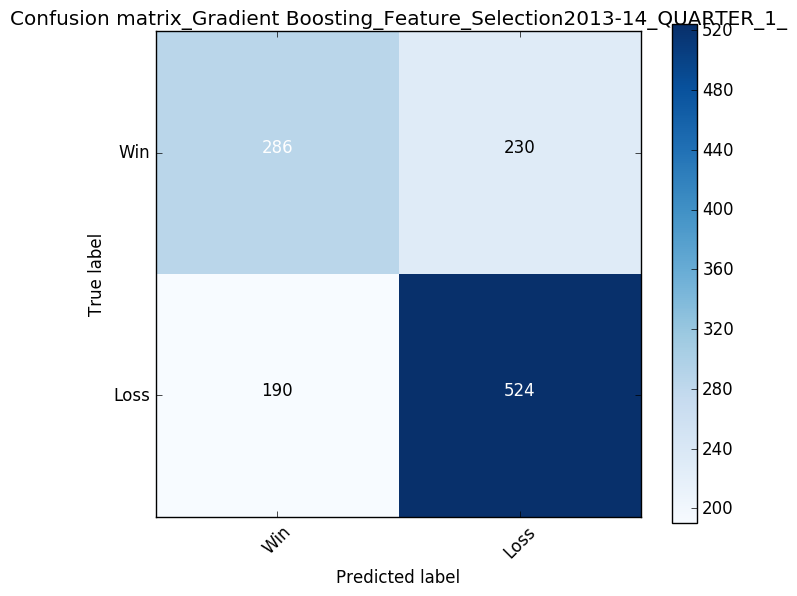 Confusion matrix_Gradient Boosting_Feature_Selection2013-14_QUARTER_1_
520
480
440
400
360
320
280
240
200
True label
Win
Loss
286
230
190
524
Win
Loss
Predicted label